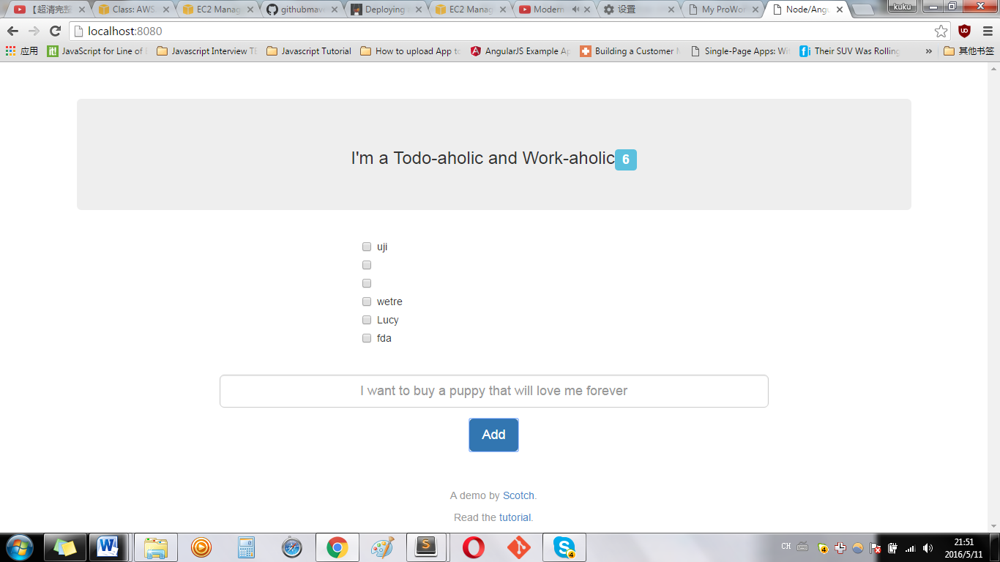 【超清完整
Class: AWS.
EC2 Manag
githubmave
Deploying
EC2 Manag
Modern
设置
My ProWor
Node/Angu
kuku
localhost:8080
应用
JavaScript for Line of
Javascript Interview TE
Javascript Tutorial
How to upload App to
AngularJS Example Ap
Building a Customer
Single-Page Apps: Wi
Their SUV Was Rolling
»
其他书签
I'm a Todo-aholic and Work-aholic 6
uji
wetre
Lucy
fda
I want to buy a puppy that will love me forever
Add
A demo by Scotch.
Read the tutorial.
CH
21:51
2016/5/11